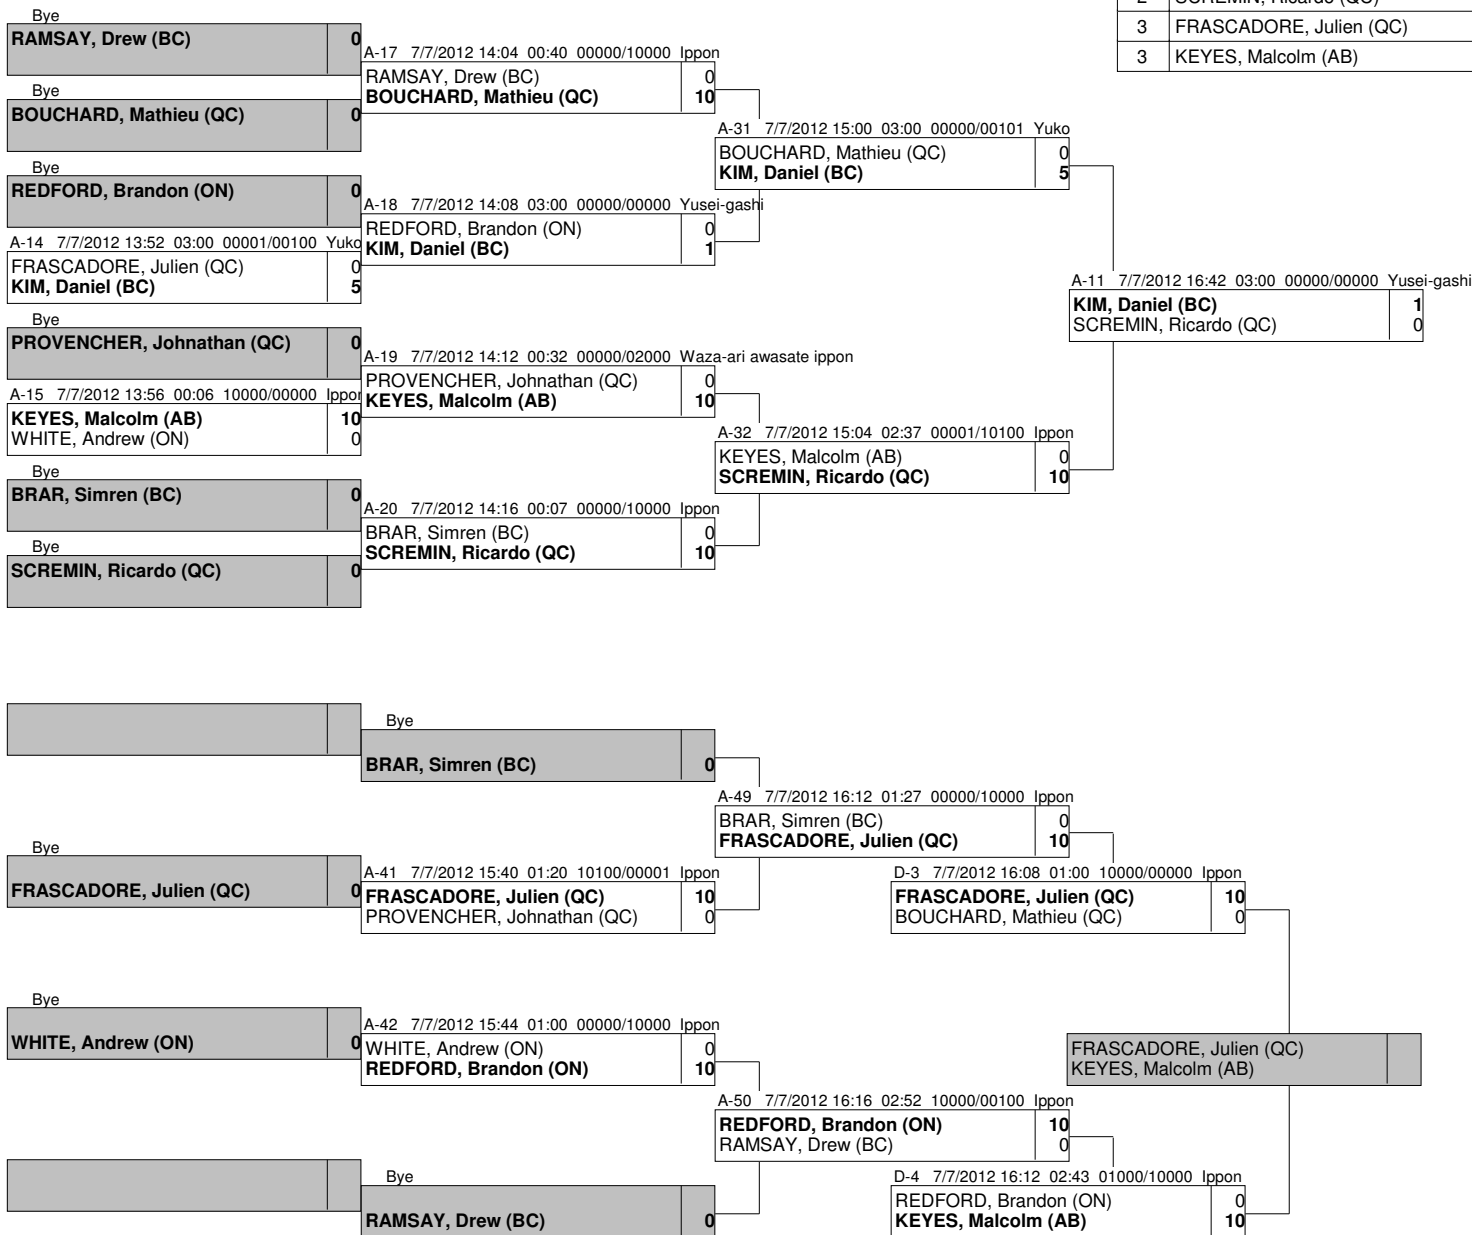 2 SCREMIN, Ricardo (QC)
3 FRASCADORE, Julien (QC)
3 KEYES, Malcolm (AB)
Bye
RAMSAY, Drew (BC) 0
Bye
BOUCHARD, Mathieu (QC) 0
Bye
REDFORD, Brandon (ON) 0
A-14 7/7/2012 13:52 03:00 00001/00100 Yuko
FRASCADORE, Julien (QC) 0
KIM, Daniel (BC) 5
Bye
PROVENCHER, Johnathan (QC) 0
A-15 7/7/2012 13:56 00:06 10000/00000 Ippon
KEYES, Malcolm (AB) 10
WHITE, Andrew (ON) 0
Bye
BRAR, Simren (BC) 0
Bye
SCREMIN, Ricardo (QC) 0
A-17 7/7/2012 14:04 00:40 00000/10000 Ippon
RAMSAY, Drew (BC) 0
BOUCHARD, Mathieu (QC) 10
A-18 7/7/2012 14:08 03:00 00000/00000 Yusei-gashi
REDFORD, Brandon (ON) 0
KIM, Daniel (BC) 1
A-19 7/7/2012 14:12 00:32 00000/02000 Waza-ari awasate ippon
PROVENCHER, Johnathan (QC) 0
KEYES, Malcolm (AB) 10
A-20 7/7/2012 14:16 00:07 00000/10000 Ippon
BRAR, Simren (BC) 0
SCREMIN, Ricardo (QC) 10
A-31 7/7/2012 15:00 03:00 00000/00101 Yuko
BOUCHARD, Mathieu (QC) 0
KIM, Daniel (BC) 5
A-32 7/7/2012 15:04 02:37 00001/10100 Ippon
KEYES, Malcolm (AB) 0
SCREMIN, Ricardo (QC) 10
A-11 7/7/2012 16:42 03:00 00000/00000 Yusei-gashi
KIM, Daniel (BC) 1
SCREMIN, Ricardo (QC) 0
Bye
FRASCADORE, Julien (QC) 0
Bye
WHITE, Andrew (ON) 0
Bye
BRAR, Simren (BC) 0
A-41 7/7/2012 15:40 01:20 10100/00001 Ippon
FRASCADORE, Julien (QC) 10
PROVENCHER, Johnathan (QC) 0
A-42 7/7/2012 15:44 01:00 00000/10000 Ippon
WHITE, Andrew (ON) 0
REDFORD, Brandon (ON) 10
Bye
RAMSAY, Drew (BC) 0
A-49 7/7/2012 16:12 01:27 00000/10000 Ippon
BRAR, Simren (BC) 0
FRASCADORE, Julien (QC) 10
A-50 7/7/2012 16:16 02:52 10000/00100 Ippon
REDFORD, Brandon (ON) 10
RAMSAY, Drew (BC) 0
D-3 7/7/2012 16:08 01:00 10000/00000 Ippon
FRASCADORE, Julien (QC) 10
BOUCHARD, Mathieu (QC) 0
D-4 7/7/2012 16:12 02:43 01000/10000 Ippon
REDFORD, Brandon (ON) 0
KEYES, Malcolm (AB) 10
FRASCADORE, Julien (QC)
KEYES, Malcolm (AB)